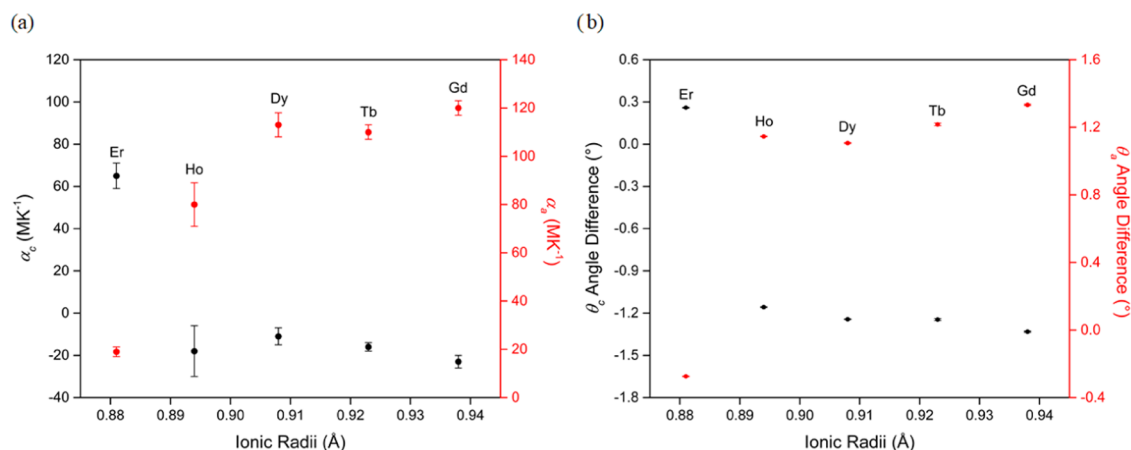 (a)
120
100
80
60
40
20
0
-20
-40
α_c (MK⁻¹)
Er
Ho
Dy
Tb
Gd
140
120
100
80
60
40
20
0
α_a (MK⁻¹)
0.88 0.89 0.90 0.91 0.92 0.93 0.94
Ionic Radii (Å)
(b)
0.6
0.3
0.0
-0.3
-0.6
-0.9
-1.2
-1.5
-1.8
θ_c Angle Difference (°)
Er
Ho
Dy
Tb
Gd
1.6
1.2
0.8
0.4
0.0
-0.4
θ_a Angle Difference (°)
0.88 0.89 0.90 0.91 0.92 0.93 0.94
Ionic Radii (Å)